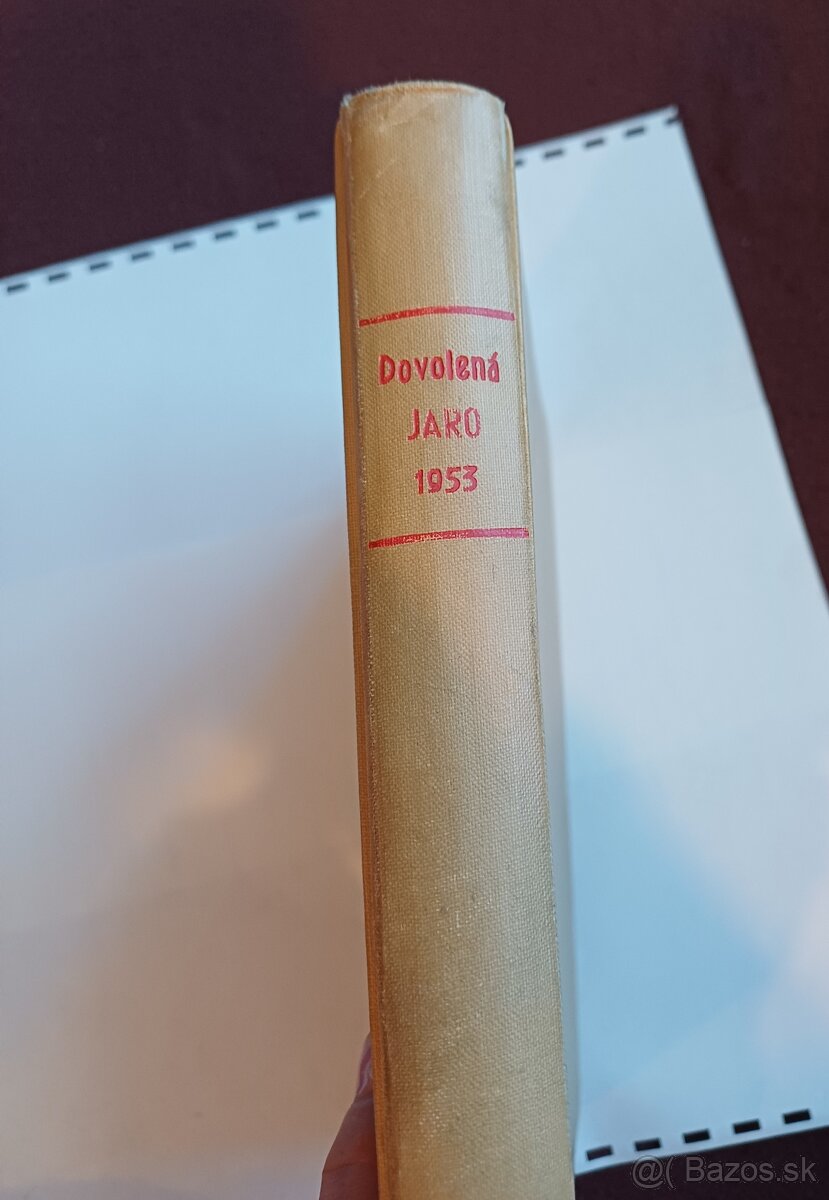 Dovolená
JARO
1953
@( Bazos.sk